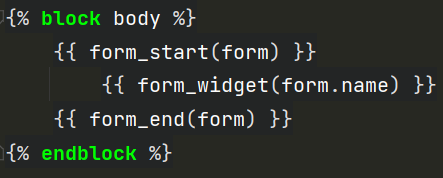 {% block body %}
{{ form_start(form) }}
{{ form_widget(form.name) }}
{{ form_end(form) }}
{% endblock %}